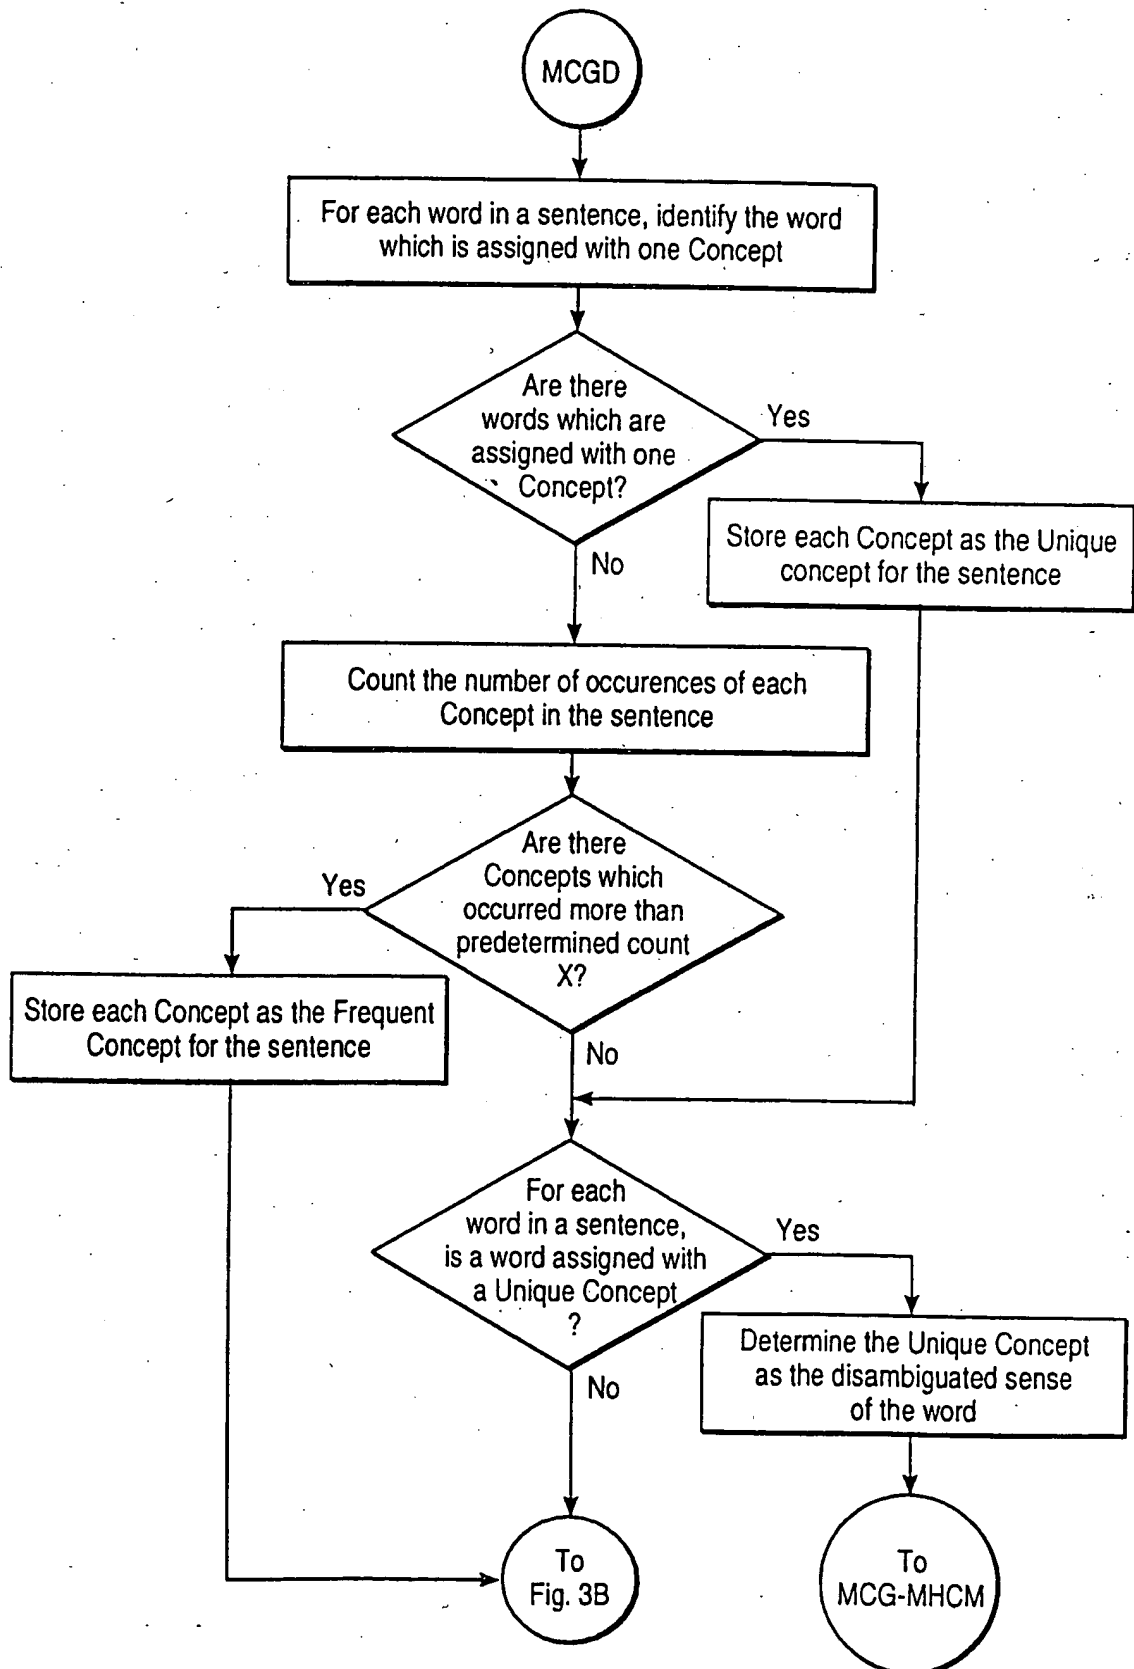 MCGD
For each word in a sentence, identify the word
which is assigned with one Concept
Are there
words which are
assigned with one
Concept?
Yes
No
Store each Concept as the Unique
concept for the sentence
Count the number of occurences of each
Concept in the sentence
Are there
Concepts which
occurred more than
predetermined count
X?
Yes
No
Store each Concept as the Frequent
Concept for the sentence
For each
word in a sentence,
is a word assigned with
a Unique Concept
?
Yes
No
Determine the Unique Concept
as the disambiguated sense
of the word
To
Fig. 3B
To
MCG-MHCM